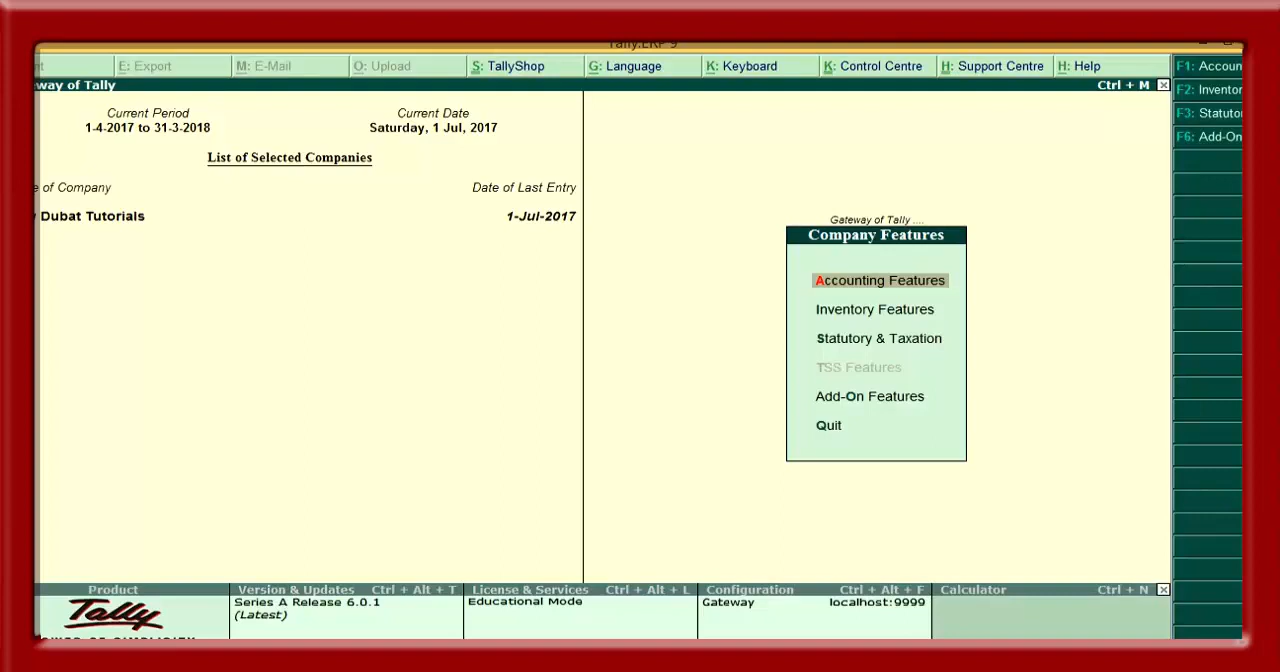 Tally.ERP 9
nt
E: Export
M: E-Mail
O: Upload
S: TallyShop
G: Language
K: Keyboard
K: Control Centre
H: Support Centre
H: Help
F1: Accoun
way of Tally
Ctrl + M
F2: Inventor
F3: Statuto
F6: Add-On
Current Period
Current Date
1-4-2017 to 31-3-2018
Saturday, 1 Jul, 2017
List of Selected Companies
e of Company
Date of Last Entry
Dubat Tutorials
1-Jul-2017
Gateway of Tally ....
Company Features
Accounting Features
Inventory Features
Statutory & Taxation
TSS Features
Add-On Features
Quit
Product
Version & Updates Ctrl + Alt + T
License & Services Ctrl + Alt + L
Configuration Ctrl + Alt + F
Calculator Ctrl + N
Tally
Series A Release 6.0.1
(Latest)
Educational Mode
Gateway localhost:9999